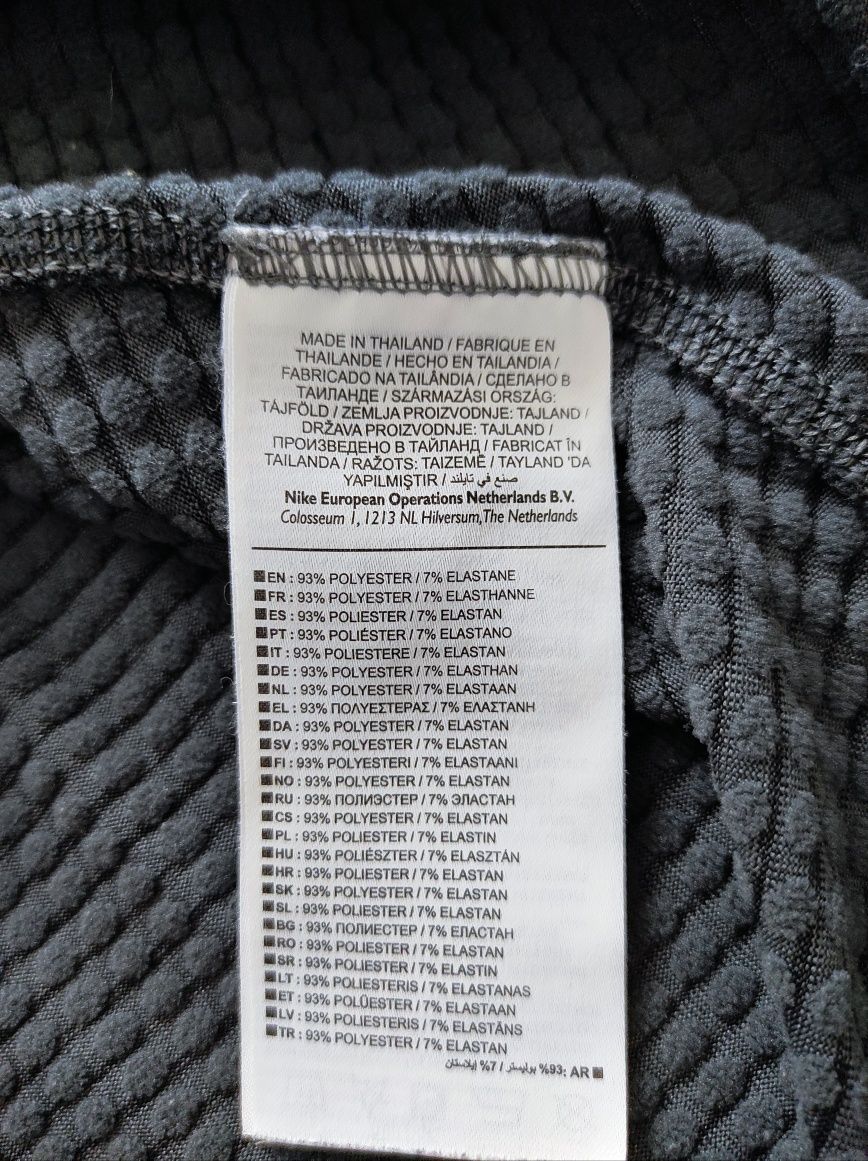 MADE IN THAILAND / FABRIQUE EN
THAILANDE / HECHO EN TAILANDIA /
FABRICADO NA TAILÂNDIA / СДЕЛАНО В
ТАИЛАНДЕ / SZÁRMAZÁSI ORSZÁG:
TÁJFÖLD / ZEMLJA PROIZVODNJE: TAJLAND /
DRŽAVA PROIZVODNJE: TAJLAND /
ПРОИЗВЕДЕНО В ТАЙЛАНД / FABRICAT ÎN
TAILANDA / RAŽOTS: TAIZEMĒ / TAYLAND 'DA
YAPILMIŞTIR / صنع في تايلند
Nike European Operations Netherlands B.V.
Colosseum 1, 1213 NL Hilversum,The Netherlands
EN : 93% POLYESTER / 7% ELASTANE
FR : 93% POLYESTER / 7% ELASTHANNE
ES : 93% POLIESTER / 7% ELASTAN
PT : 93% POLIÉSTER / 7% ELASTANO
IT : 93% POLIESTERE / 7% ELASTAN
DE : 93% POLYESTER / 7% ELASTHAN
NL : 93% POLYESTER / 7% ELASTAAN
EL : 93% ΠΟΛΥΕΣΤΕΡΑΣ / 7% ΕΛΑΣΤΑΝΗ
DA : 93% POLYESTER / 7% ELASTAN
SV : 93% POLYESTER / 7% ELASTAN
FI : 93% POLYESTERI / 7% ELASTAANI
NO : 93% POLYESTER / 7% ELASTAN
RU : 93% ПОЛИЭСТЕР / 7% ЭЛАСТАН
CS : 93% POLYESTER / 7% ELASTAN
PL : 93% POLIESTER / 7% ELASTIN
HU : 93% POLIÉSZTER / 7% ELASZTÁN
HR : 93% POLIESTER / 7% ELASTAN
SK : 93% POLYESTER / 7% ELASTAN
SL : 93% POLIESTER / 7% ELASTAN
BG : 93% ПОЛИЕСТЕР / 7% ЕЛАСТАН
RO : 93% POLIESTER / 7% ELASTAN
SR : 93% POLIESTER / 7% ELASTIN
LT : 93% POLIESTERIS / 7% ELASTANAS
ET : 93% POLÜESTER / 7% ELASTAAN
LV : 93% POLIESTERIS / 7% ELASTĀNS
TR : 93% POLYESTER / 7% ELASTAN
AR :93% بوليستر / 7% إيلاستان